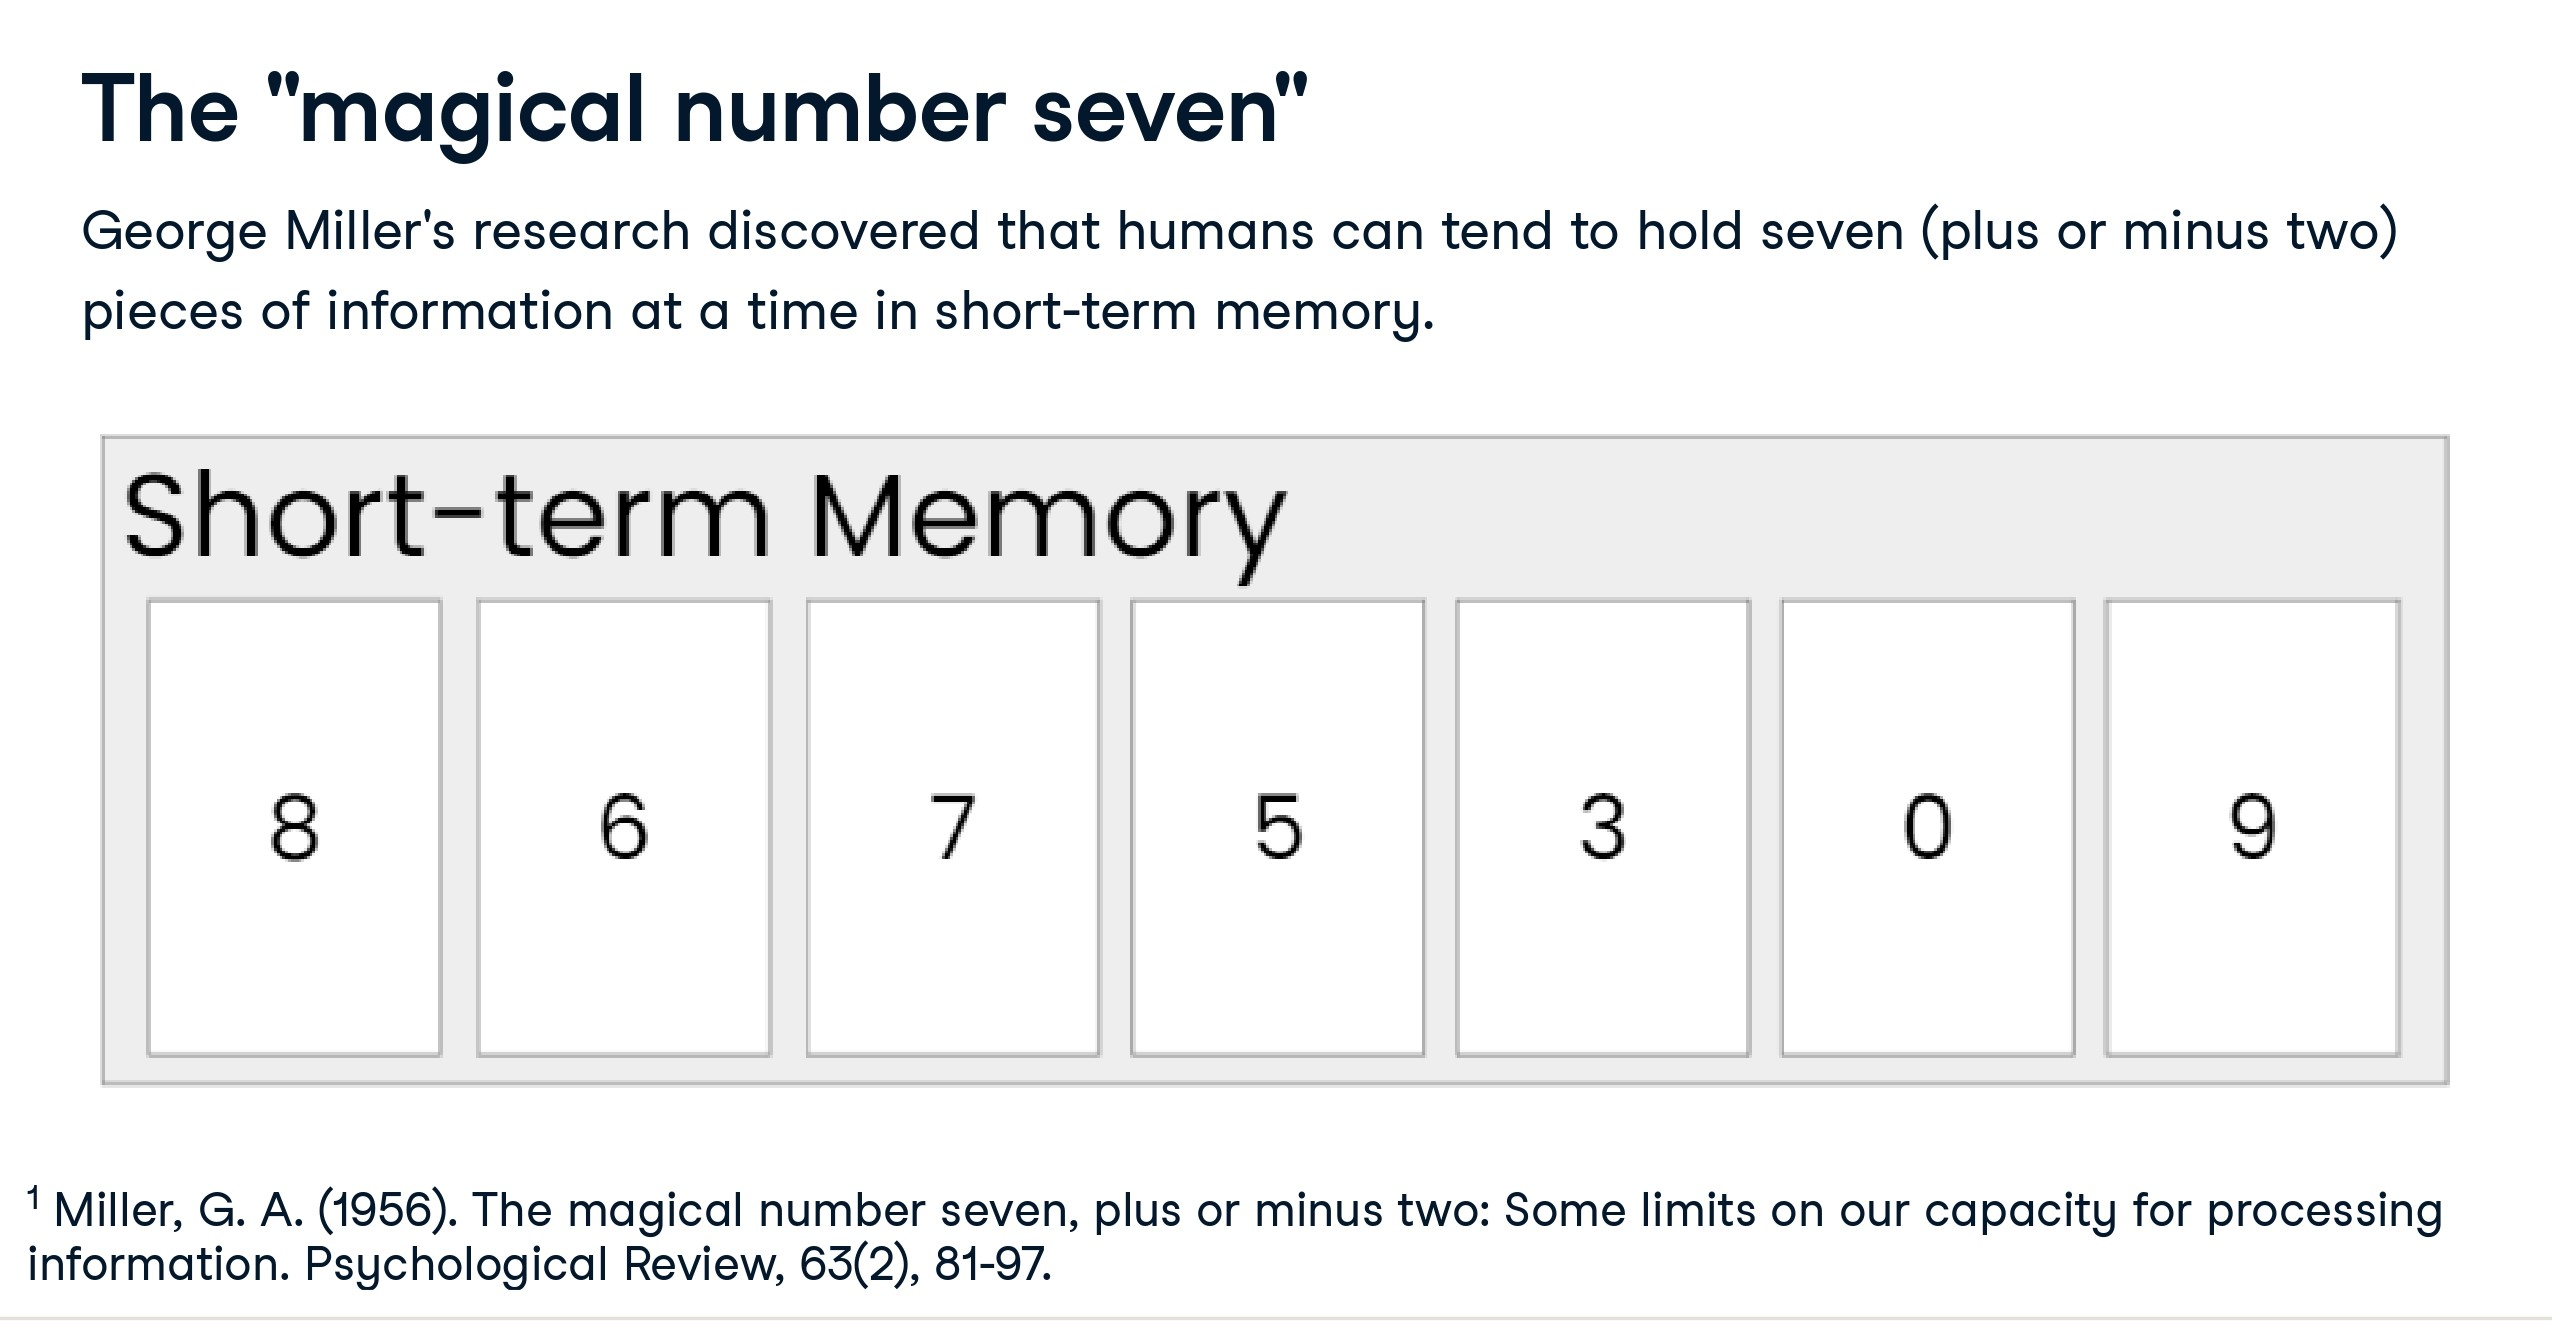 The "magical number seven"
George Miller's research discovered that humans can tend to hold seven (plus or minus two)
pieces of information at a time in short-term memory.
Short-term Memory
8 6 7 5 3 0 9
1 Miller, G. A. (1956). The magical number seven, plus or minus two: Some limits on our capacity for processing
information. Psychological Review, 63(2), 81-97.